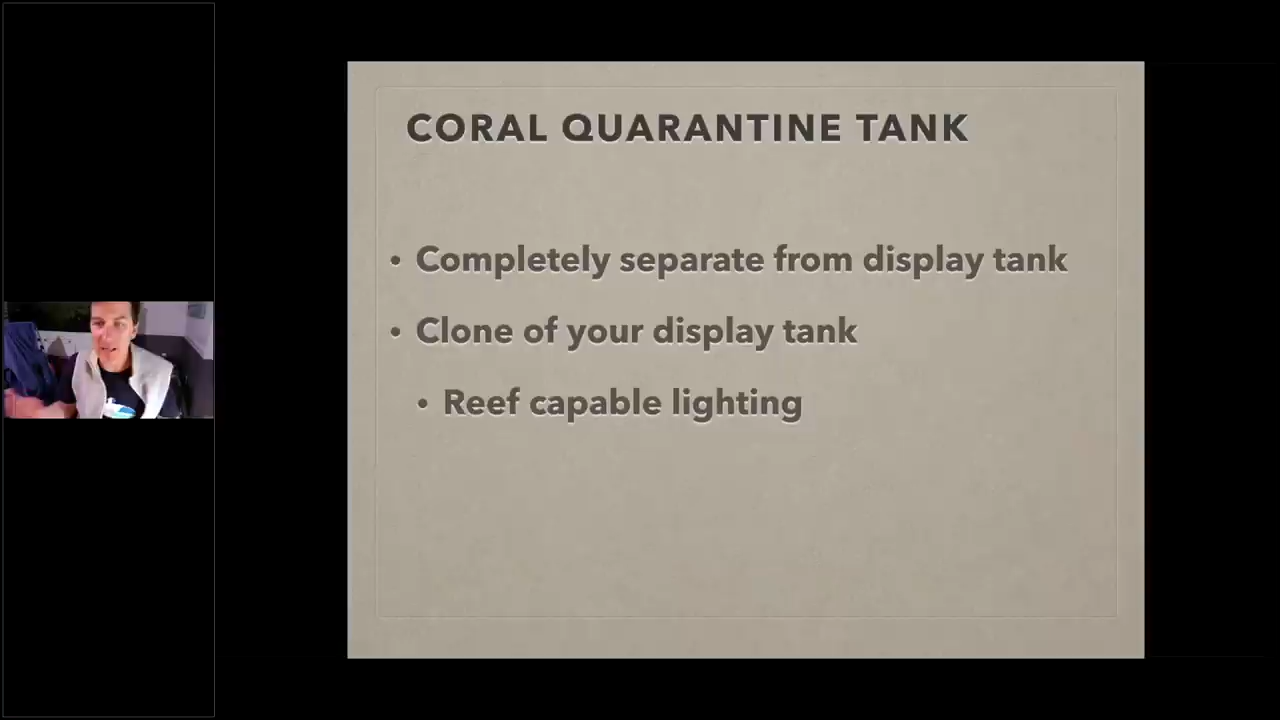 CORAL QUARANTINE TANK
• Completely separate from display tank
• Clone of your display tank
• Reef capable lighting